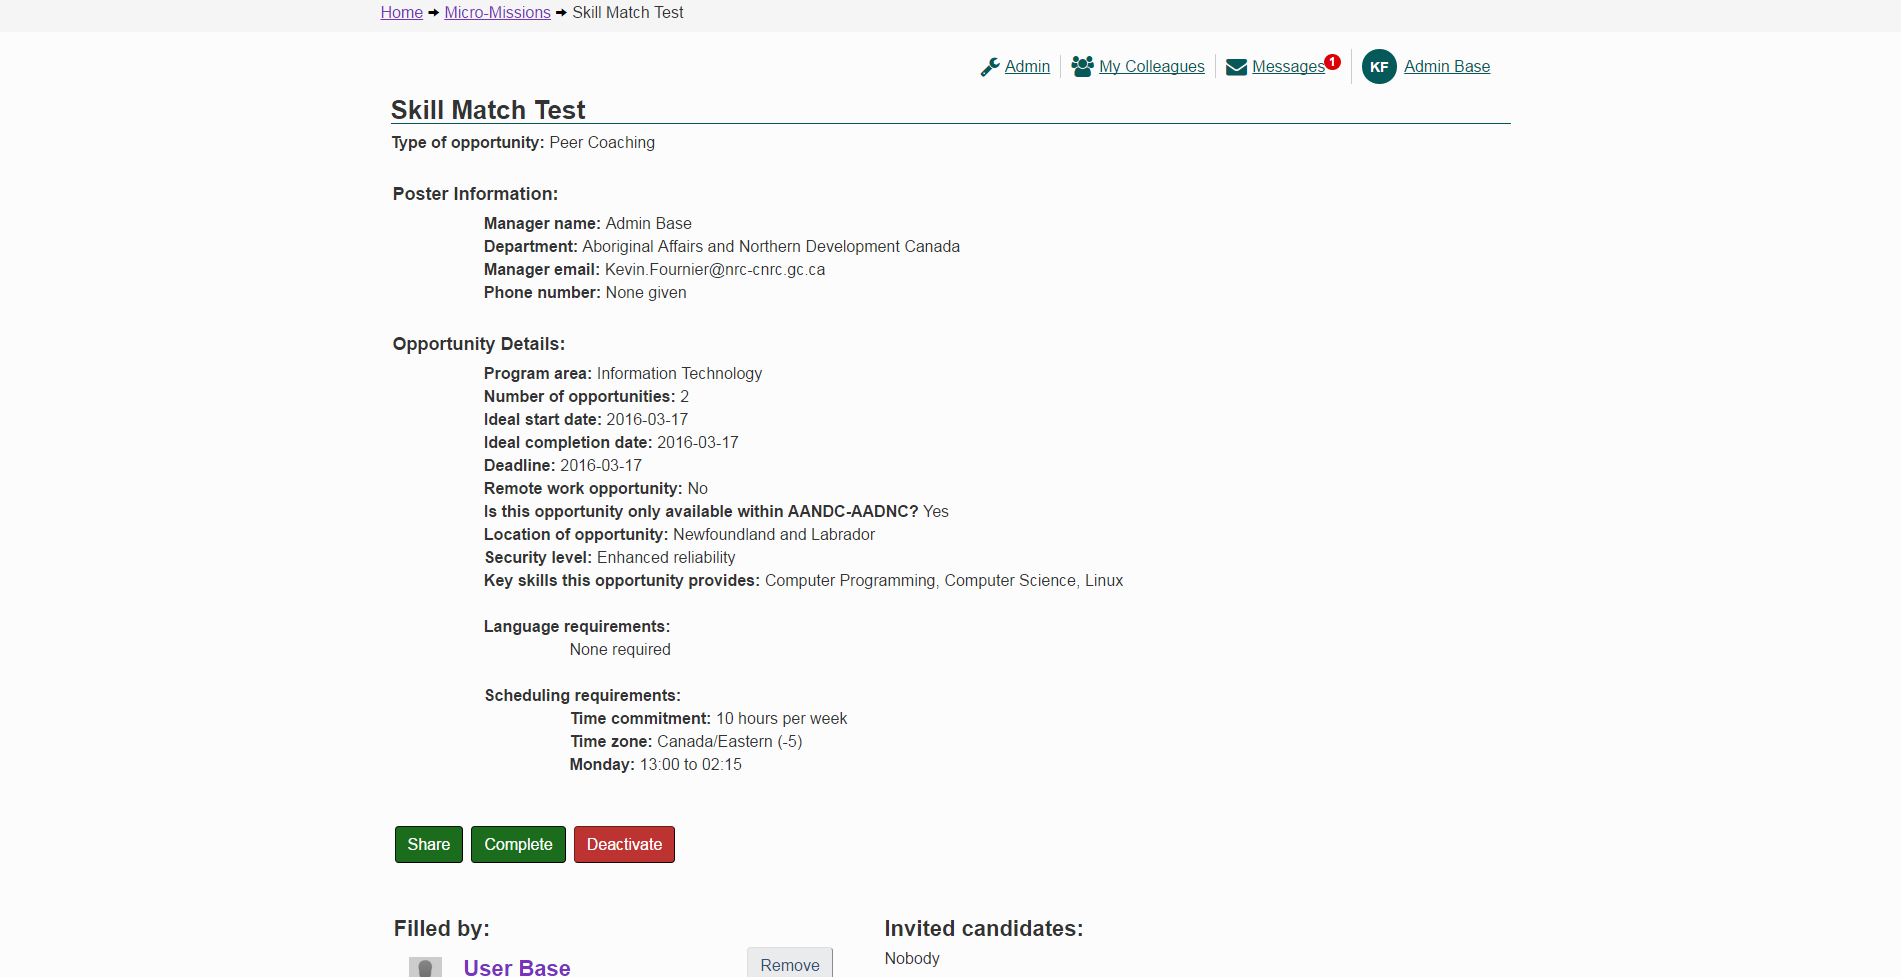 Home → Micro-Missions → Skill Match Test
Admin My Colleagues Messages 1 KF Admin Base
Skill Match Test
Type of opportunity: Peer Coaching
Poster Information:
Manager name: Admin Base
Department: Aboriginal Affairs and Northern Development Canada
Manager email: Kevin.Fournier@nrc-cnrc.gc.ca
Phone number: None given
Opportunity Details:
Program area: Information Technology
Number of opportunities: 2
Ideal start date: 2016-03-17
Ideal completion date: 2016-03-17
Deadline: 2016-03-17
Remote work opportunity: No
Is this opportunity only available within AANDC-AADNC? Yes
Location of opportunity: Newfoundland and Labrador
Security level: Enhanced reliability
Key skills this opportunity provides: Computer Programming, Computer Science, Linux
Language requirements:
None required
Scheduling requirements:
Time commitment: 10 hours per week
Time zone: Canada/Eastern (-5)
Monday: 13:00 to 02:15
Share Complete Deactivate
Filled by:
User Base Remove
Invited candidates:
Nobody